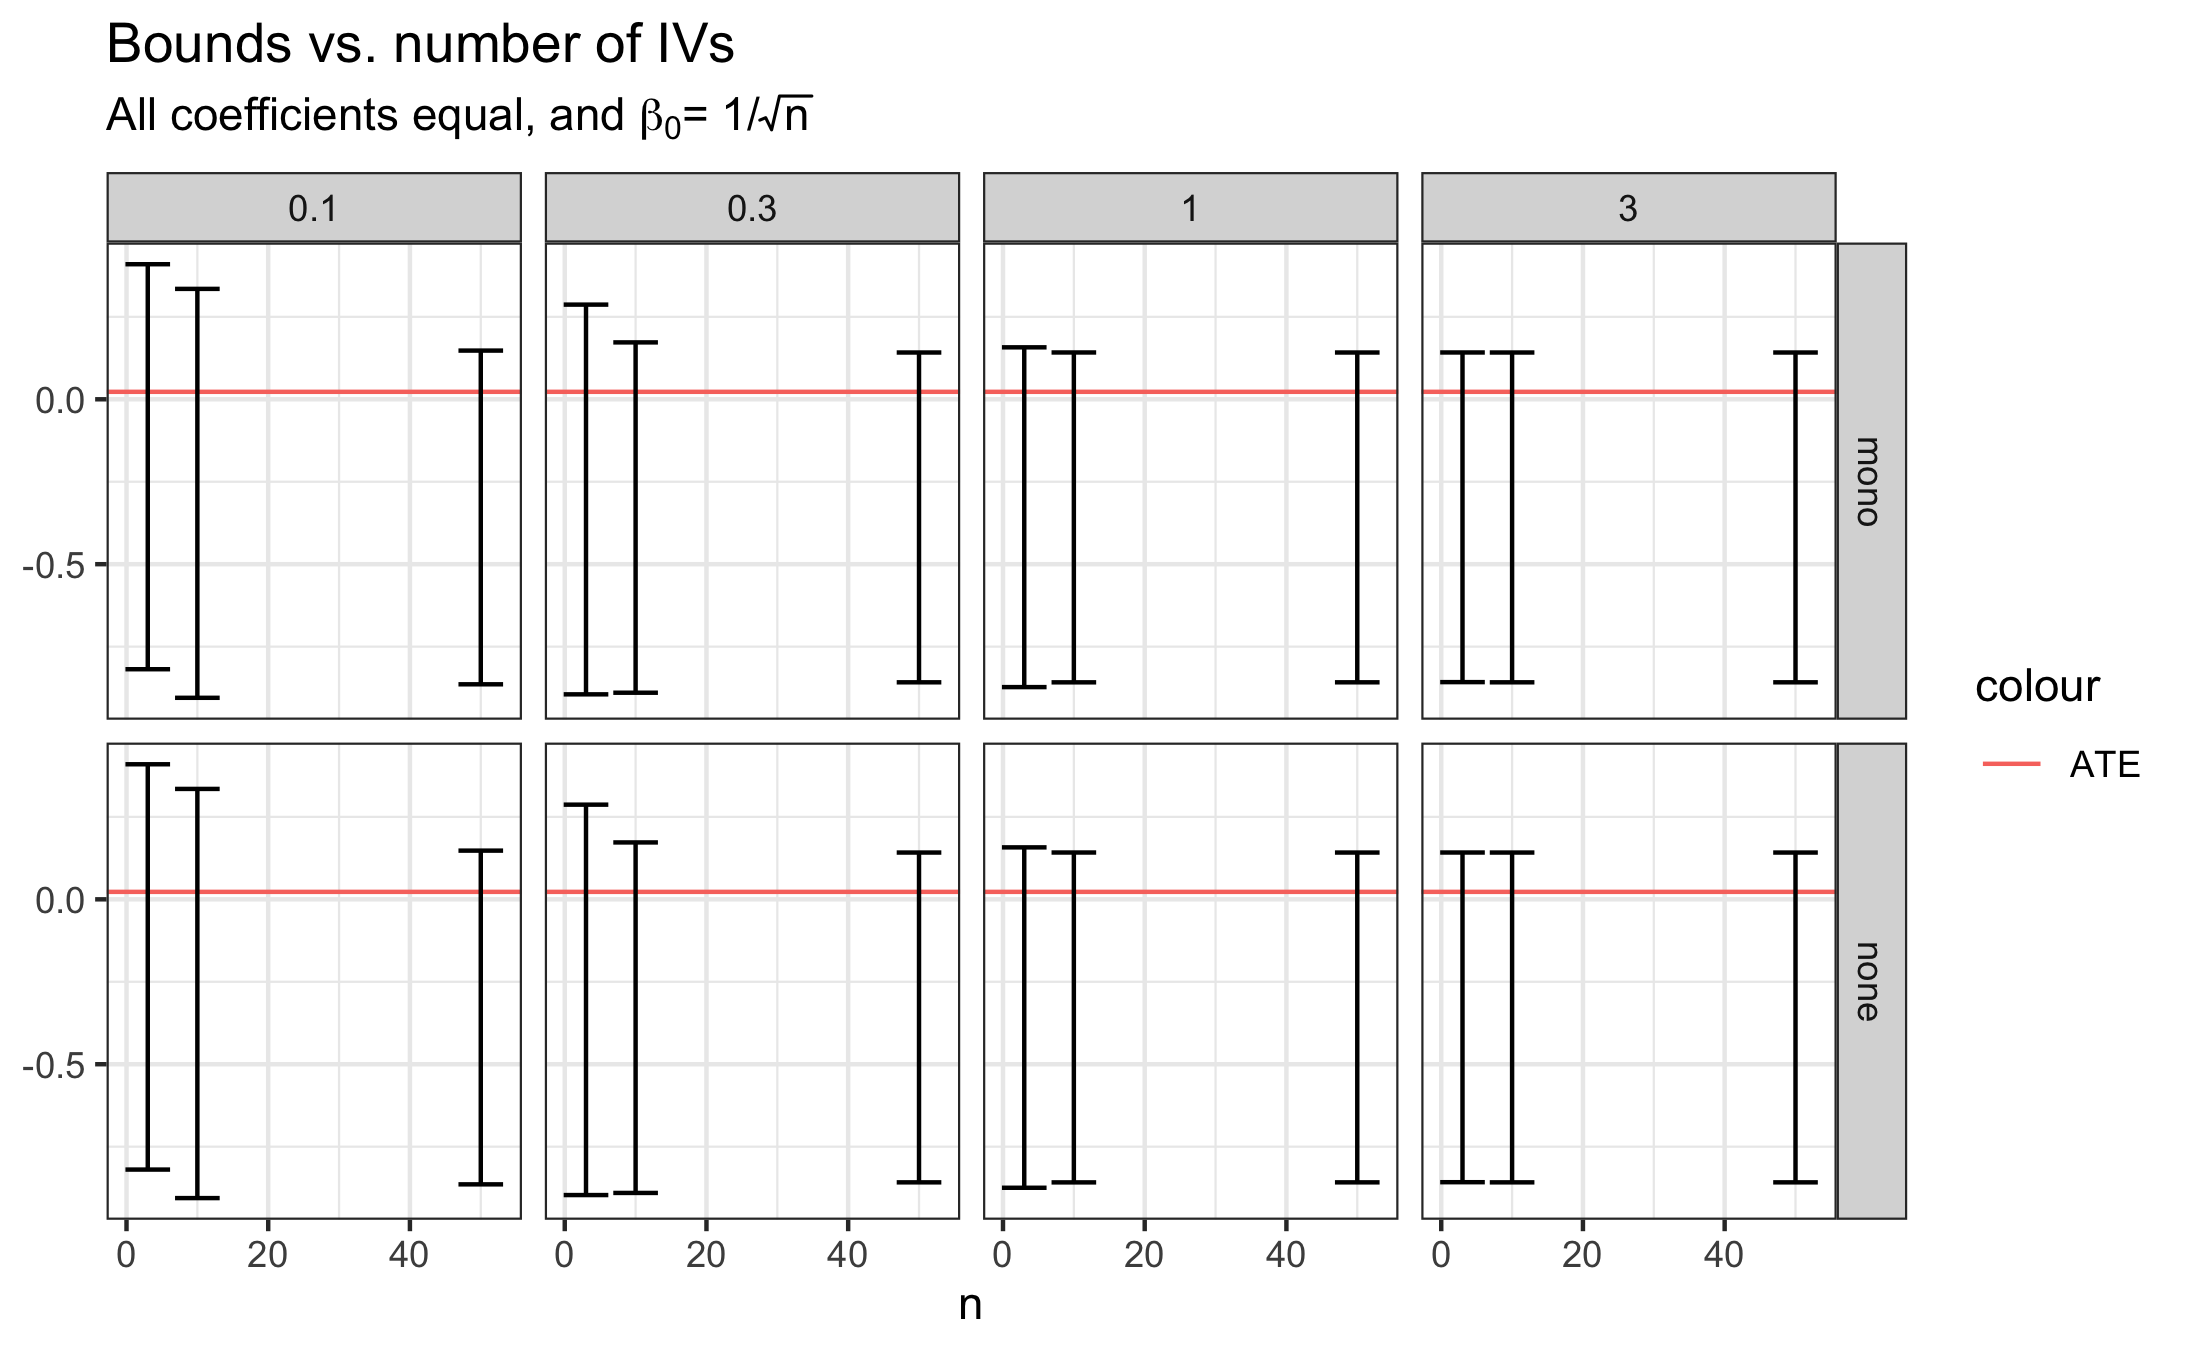 Bounds vs. number of IVs
All coefficients equal, and β₀= 1/√n
0.1 0.3 1 3
0.0
-0.5
mono
0.0
-0.5
none
0 20 40 0 20 40 0 20 40 0 20 40
n
colour
ATE